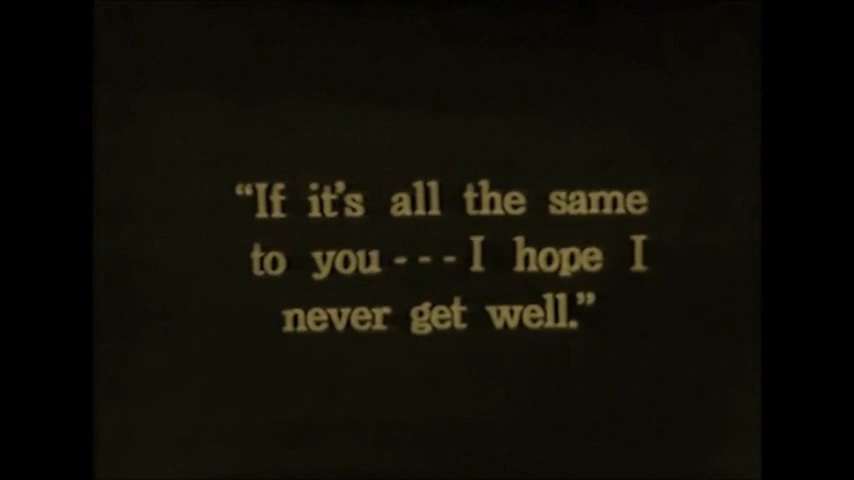 “If it’s all the same
to you - - - I hope I
never get well.”